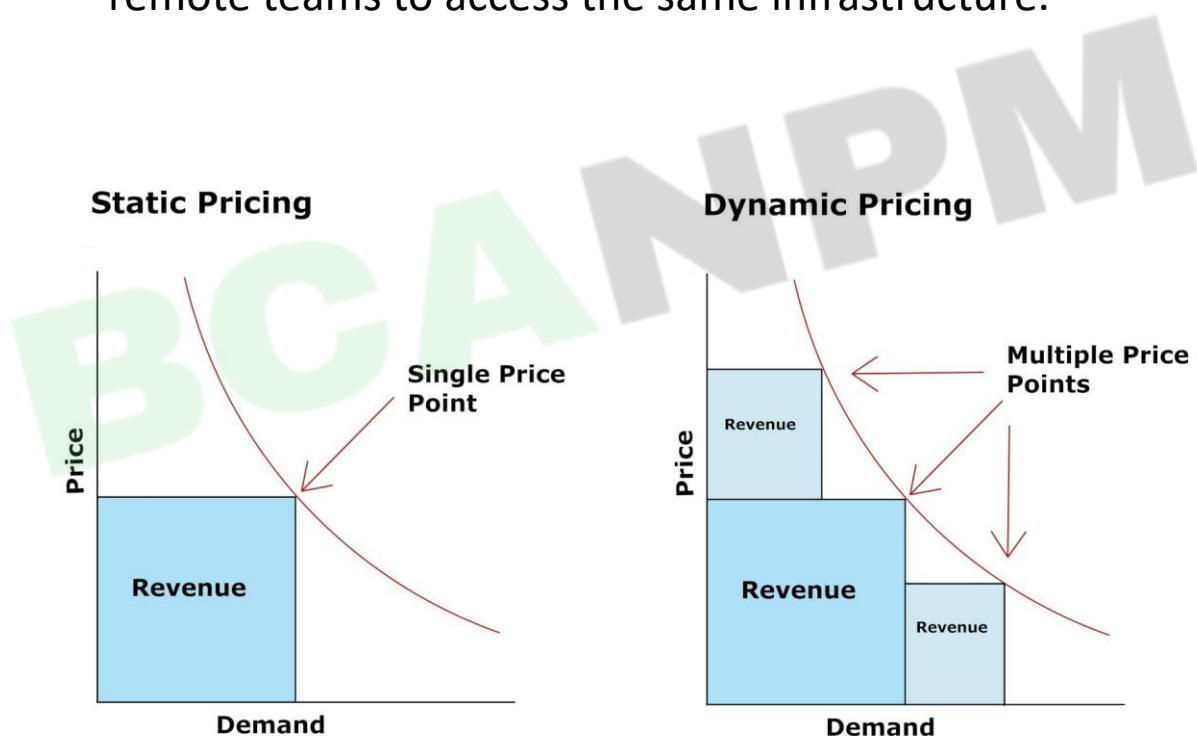 remote teams to access the same infrastructure.
BCANPM
Static Pricing
Single Price
Point
Price
Revenue
Demand
Dynamic Pricing
Multiple Price
Points
Revenue
Price
Revenue
Revenue
Demand